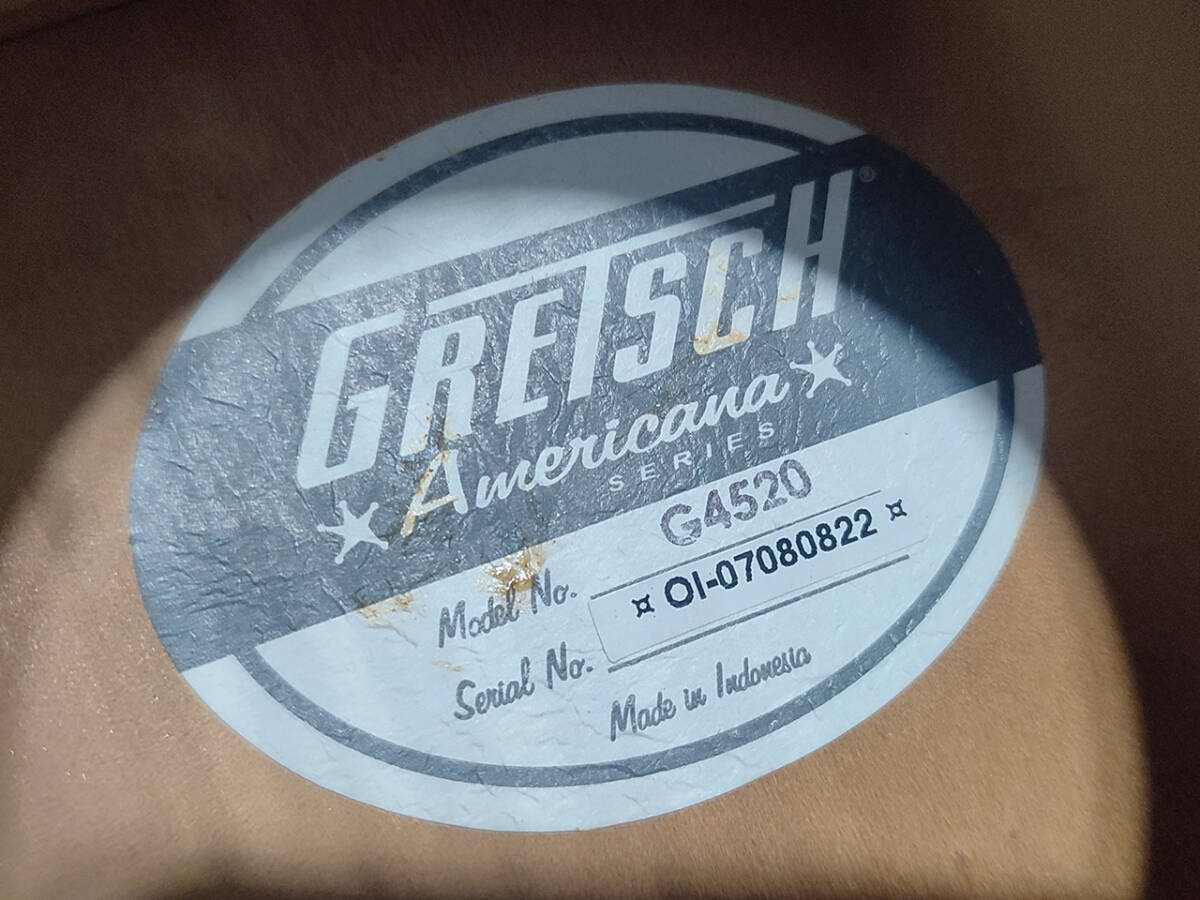 GRETSCH®
Americana
SERIES
G4520
Model No.
Serial No. ¤ OI-07080822 ¤
Made in Indonesia